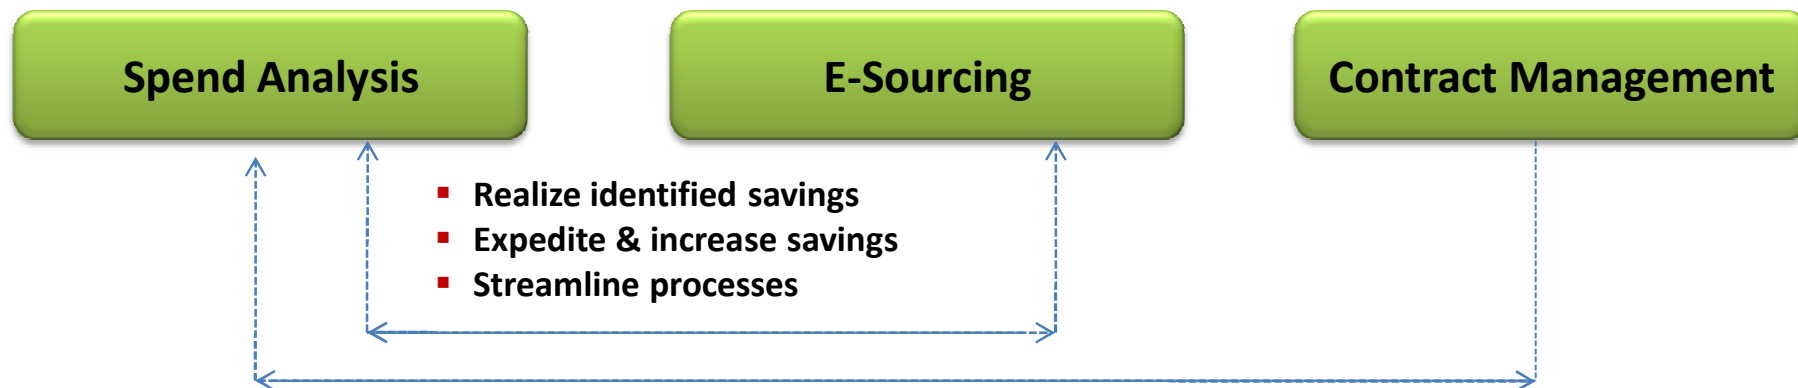 Spend Analysis
E-Sourcing
Contract Management
▪ Realize identified savings
▪ Expedite & increase savings
▪ Streamline processes